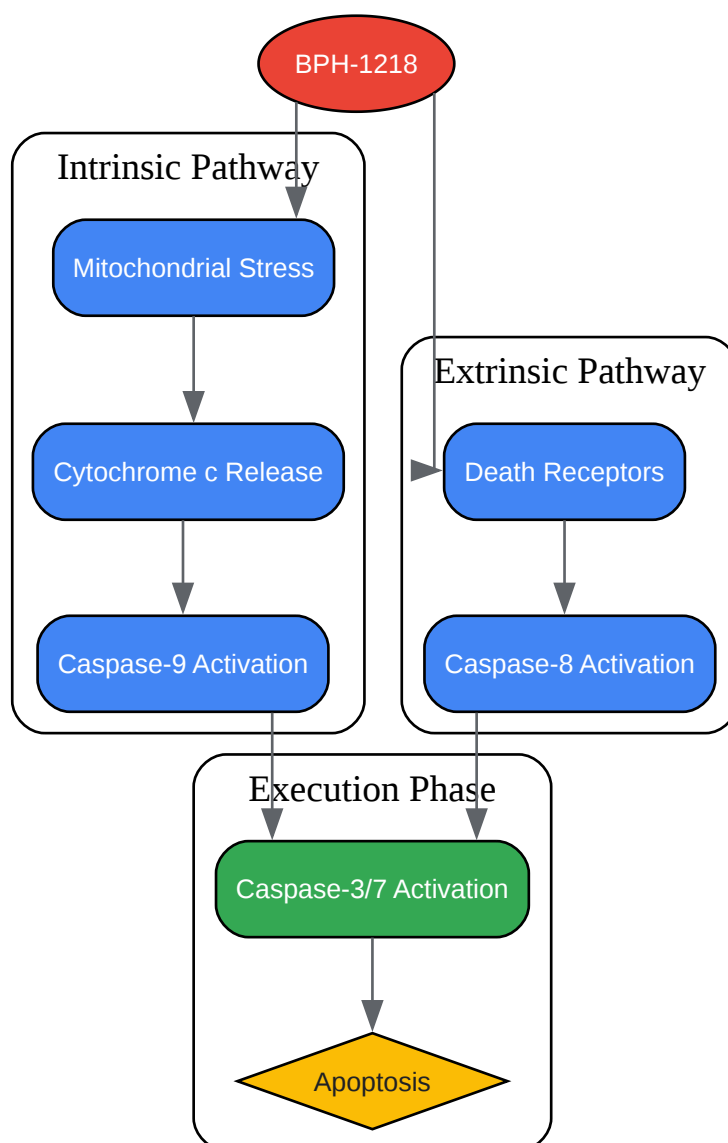 BPH-1218
Intrinsic Pathway
Mitochondrial Stress
Cytochrome c Release
Caspase-9 Activation
Extrinsic Pathway
Death Receptors
Caspase-8 Activation
Execution Phase
Caspase-3/7 Activation
Apoptosis